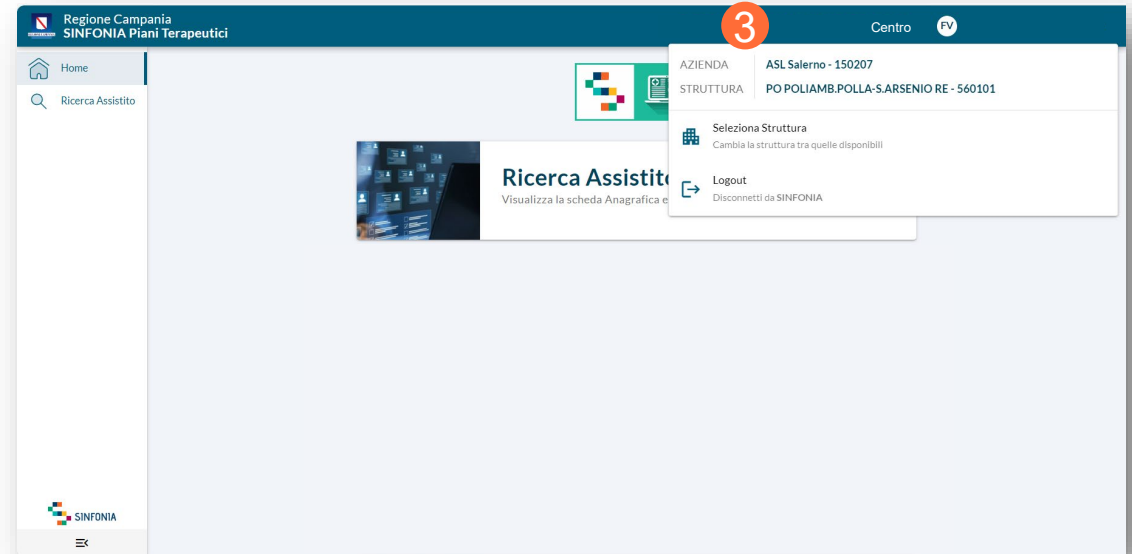 Regione Campania
SINFONIA Piani Terapeutici
3
Centro
FV
Home
Ricerca Assistito
AZIENDA
ASL Salerno - 150207
STRUTTURA
PO POLIAMB.POLLA-S.ARSENIO RE - 560101
Seleziona Struttura
Cambia la struttura tra quelle disponibili
Logout
Disconnetti da SINFONIA
Ricerca Assistito
Visualizza la scheda Anagrafica e
SINFONIA